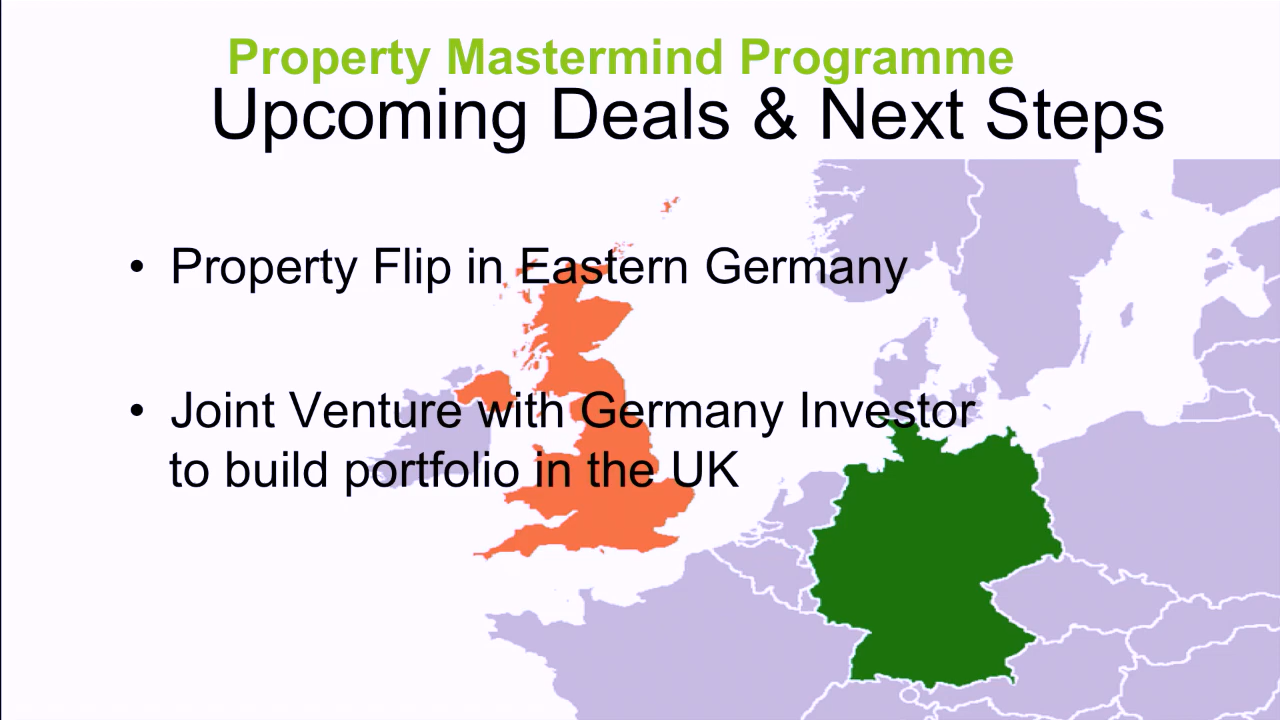 Property Mastermind Programme
Upcoming Deals & Next Steps
• Property Flip in Eastern Germany
• Joint Venture with Germany Investor
to build portfolio in the UK